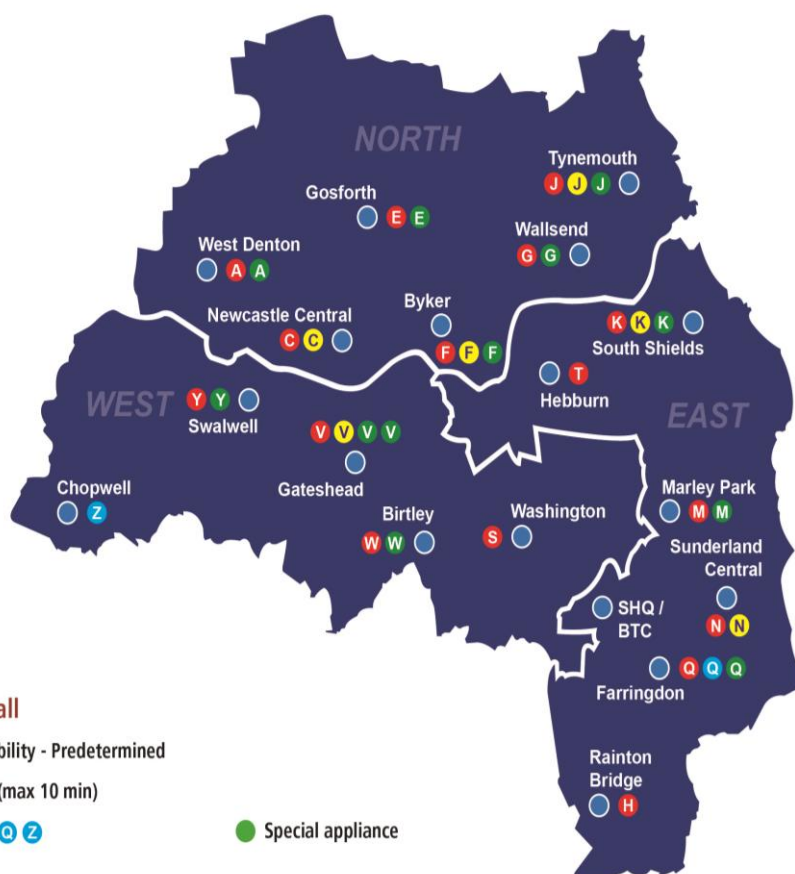 NORTH
Tynemouth
J J J
Gosforth
E E
Wallsend
G G
West Denton
A A
Newcastle Central
C C
Byker
F F F
K K K
South Shields
T
Hebburn
WEST
Y Y
Swalwell
EAST
V V V V
Gateshead
Chopwell
Z
Birtley
W W
Washington
S
Marley Park
M M
Sunderland
Central
N N
SHQ /
BTC
Q Q Q
Farringdon
Rainton
Bridge
H
all
bility - Predetermined
(max 10 min)
Q Z
Special appliance